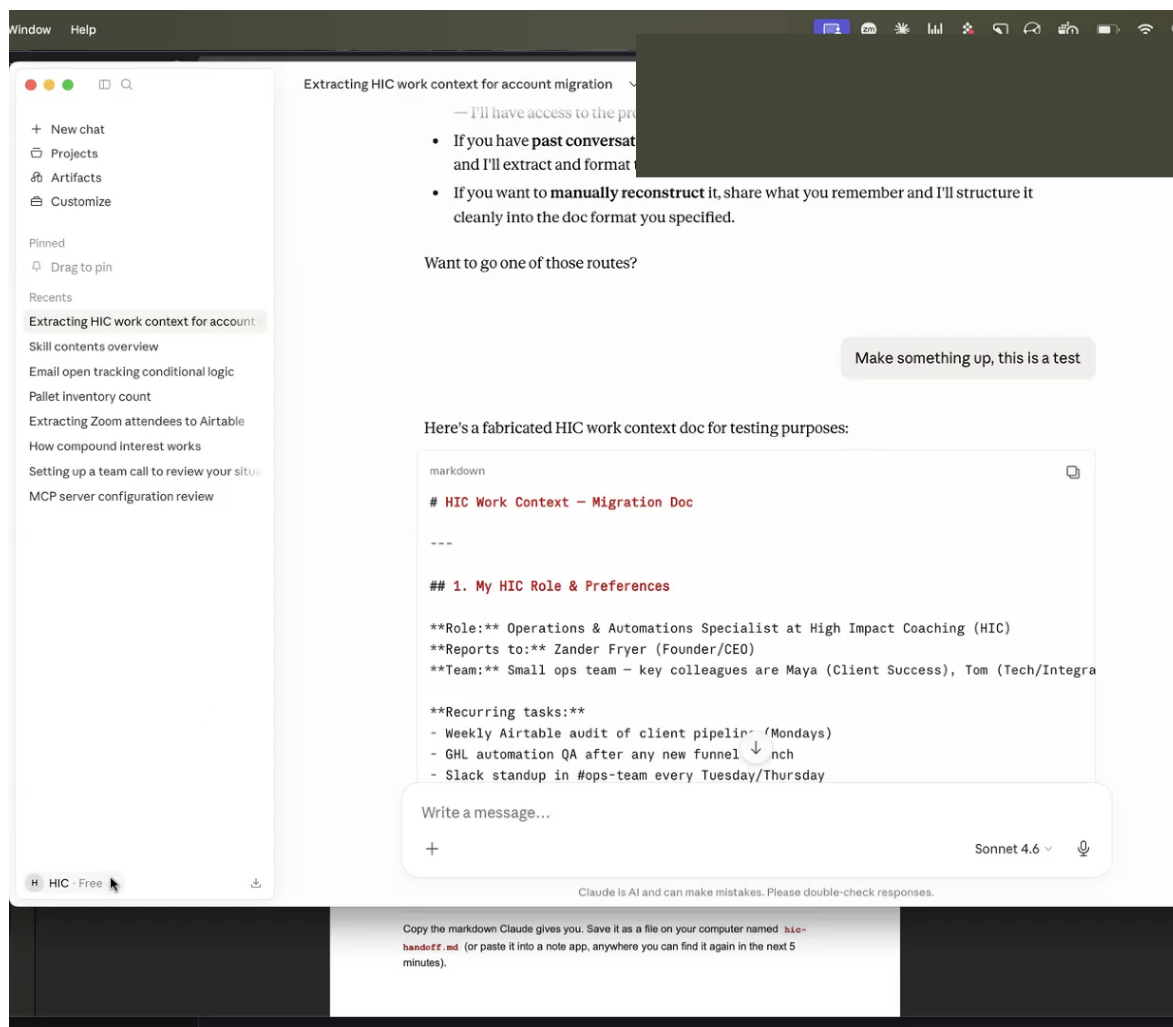 Window Help
zm
Extracting HIC work context for account migration
New chat
Projects
Artifacts
Customize
Pinned
Drag to pin
Recents
Extracting HIC work context for account
Skill contents overview
Email open tracking conditional logic
Pallet inventory count
Extracting Zoom attendees to Airtable
How compound interest works
Setting up a team call to review your situa
MCP server configuration review
H HIC · Free
— I'll have access to the pro
• If you have past conversat
and I'll extract and format
• If you want to manually reconstruct it, share what you remember and I'll structure it
cleanly into the doc format you specified.
Want to go one of those routes?
Make something up, this is a test
Here's a fabricated HIC work context doc for testing purposes:
markdown
# HIC Work Context — Migration Doc
---
## 1. My HIC Role & Preferences
**Role:** Operations & Automations Specialist at High Impact Coaching (HIC)
**Reports to:** Zander Fryer (Founder/CEO)
**Team:** Small ops team — key colleagues are Maya (Client Success), Tom (Tech/Integra
**Recurring tasks:**
- Weekly Airtable audit of client pipeline (Mondays)
- GHL automation QA after any new funnel nch
- Slack standup in #ops-team every Tuesday/Thursday
Write a message...
Sonnet 4.6
Claude is AI and can make mistakes. Please double-check responses.
Copy the markdown Claude gives you. Save it as a file on your computer named hic-
handoff.md (or paste it into a note app, anywhere you can find it again in the next 5
minutes).